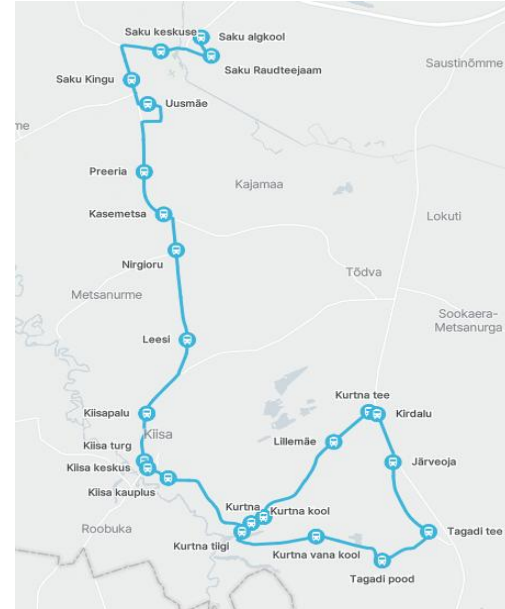 Saku keskuse
Saku algkool
Saku Raudteejaam
Saustinõmme
Saku Kingu
Uusmäe
me
Preeria
Kajamaa
Kasemetsa
Lokuti
Nirgioru
Tõdva
Metsanurme
Sookaera-
Metsanurga
Leesi
Kurtna tee
Kiisapalu
Kirdalu
Kiisa
Lillemäe
Kiisa turg
Kiisa keskus
Järveoja
Kiisa kauplus
Kurtna
Kurtna kool
Roobuka
Tagadi tee
Kurtna tiigi
Kurtna vana kool
Tagadi pood